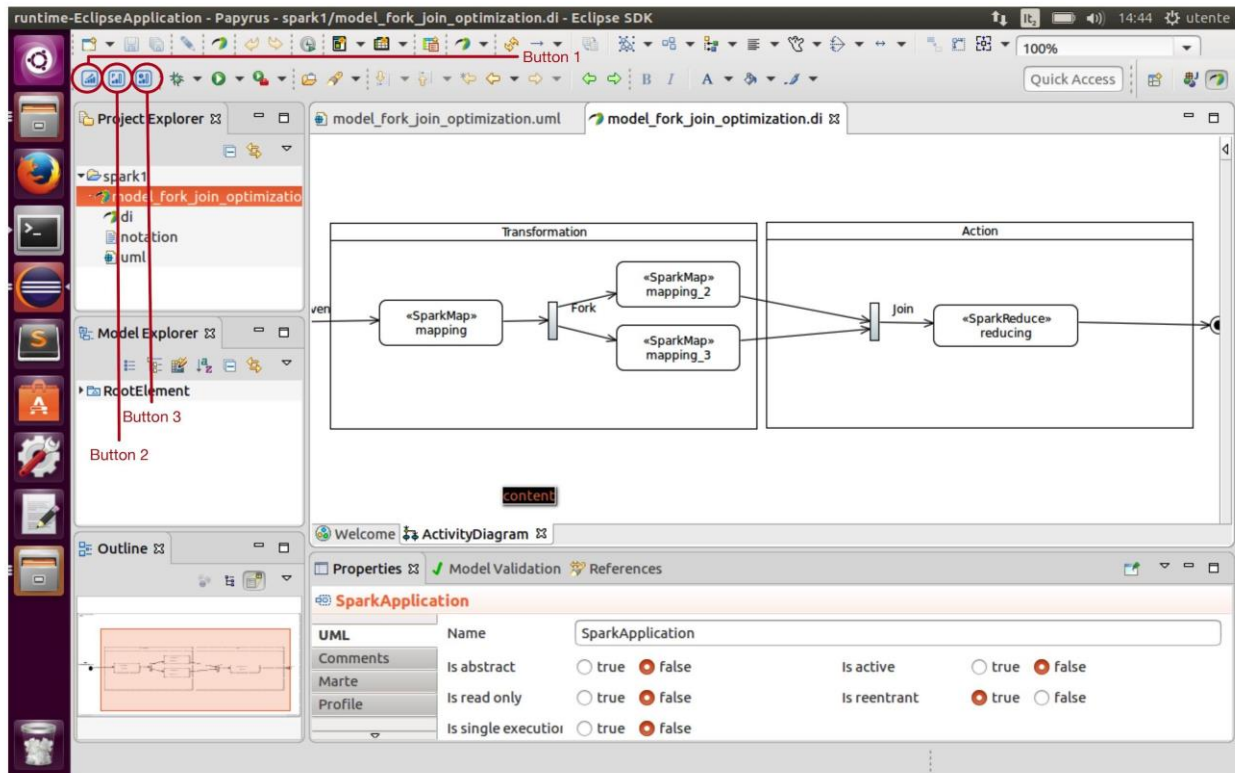 runtime-EclipseApplication - Papyrus - spark1/model_fork_join_optimization.di - Eclipse SDK
It2 14:44 utente
100%
Button 1
B I A
Quick Access
Project Explorer
spark1
model_fork_join_optimizatio
di
notation
uml
Model Explorer
RootElement
Button 3
Button 2
Outline
model_fork_join_optimization.uml
model_fork_join_optimization.di
Transformation
Action
ven
«SparkMap»
mapping
Fork
«SparkMap»
mapping_2
«SparkMap»
mapping_3
Join
«SparkReduce»
reducing
content
Welcome ActivityDiagram
Properties Model Validation References
SparkApplication
UML
Comments
Marte
Profile
Name SparkApplication
Is abstract true false Is active true false
Is read only true false Is reentrant true false
Is single execution true false